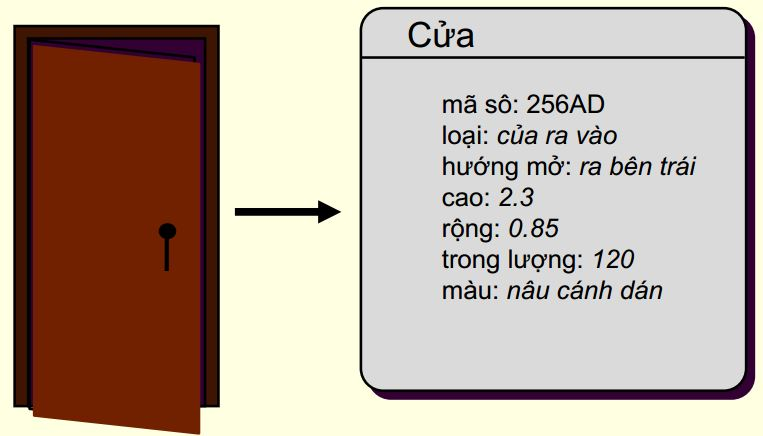 Cửa
mã sô: 256AD
loại: của ra vào
hướng mở: ra bên trái
cao: 2.3
rộng: 0.85
trong lượng: 120
màu: nâu cánh dán